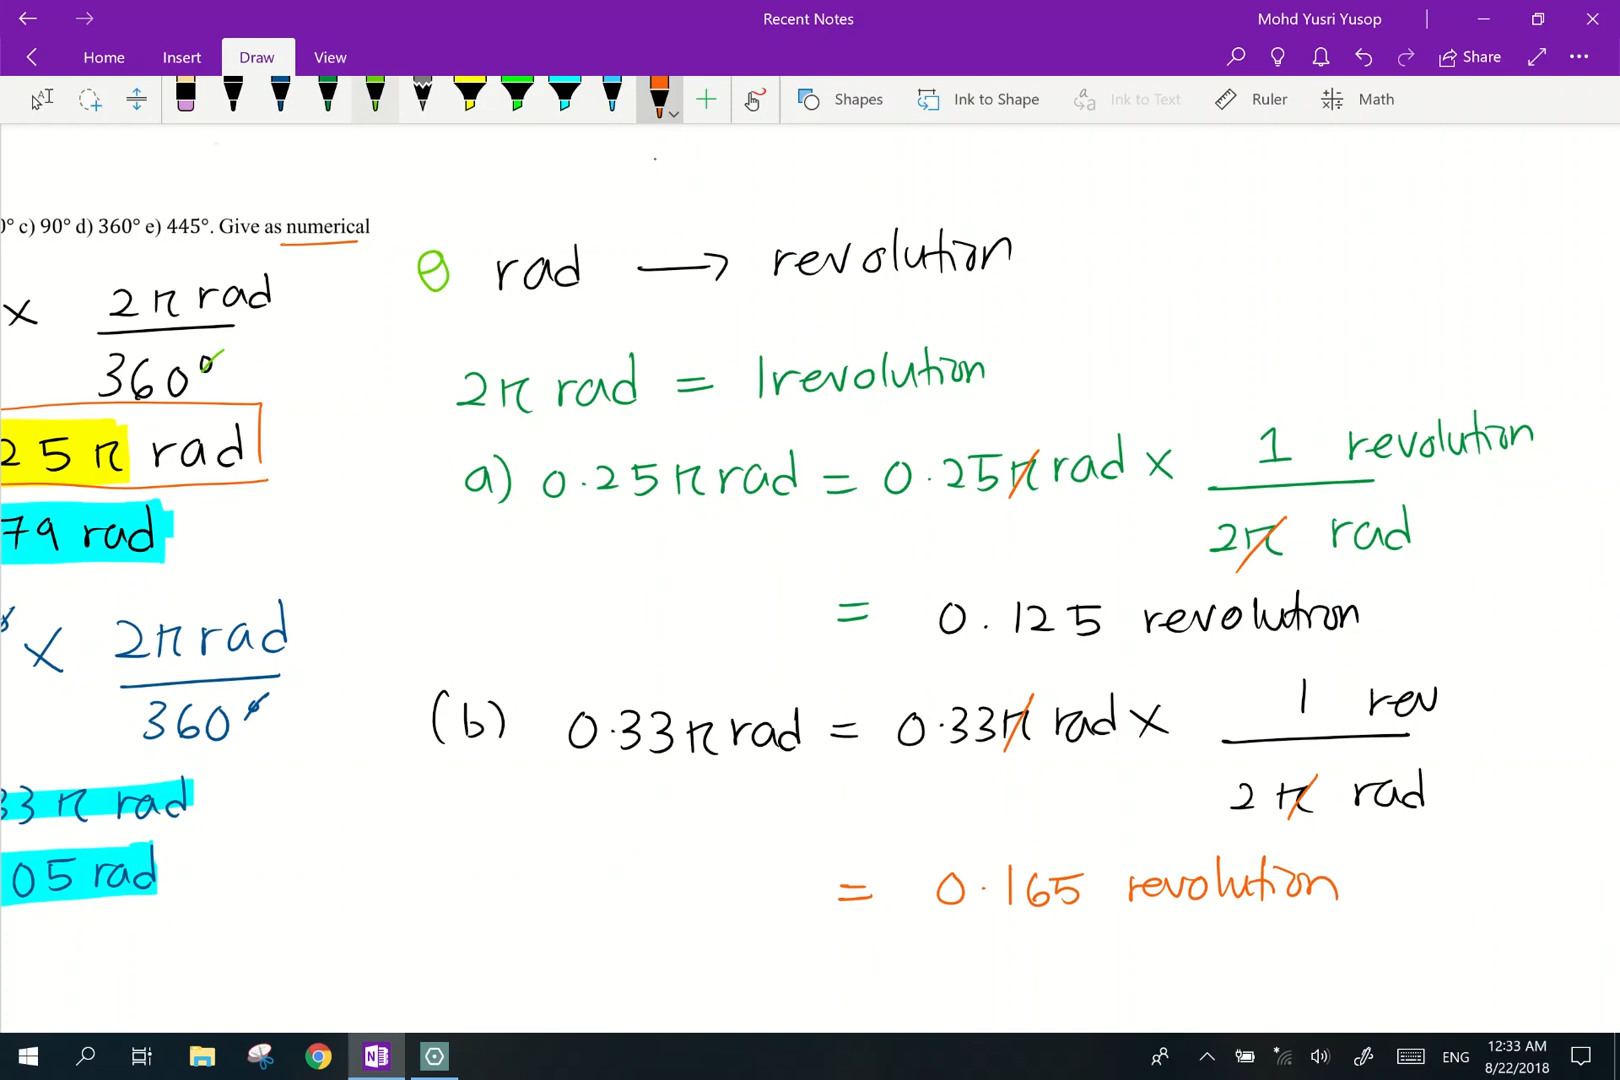 Recent Notes
Mohd Yusri Yusop
Home Insert Draw View
Share
Shapes Ink to Shape Ink to Text Ruler Math
0° c) 90° d) 360° e) 445°. Give as numerical
× 2π rad
360°
25π rad
79 rad
× 2π rad
360°
33π rad
05 rad
θ rad → revolution
2π rad = 1 revolution
a) 0.25π rad = 0.25π rad × 1 revolution
2π rad
= 0.125 revolution
(b) 0.33π rad = 0.33π rad × 1 rev
2π rad
= 0.165 revolution
ENG
12:33 AM
8/22/2018